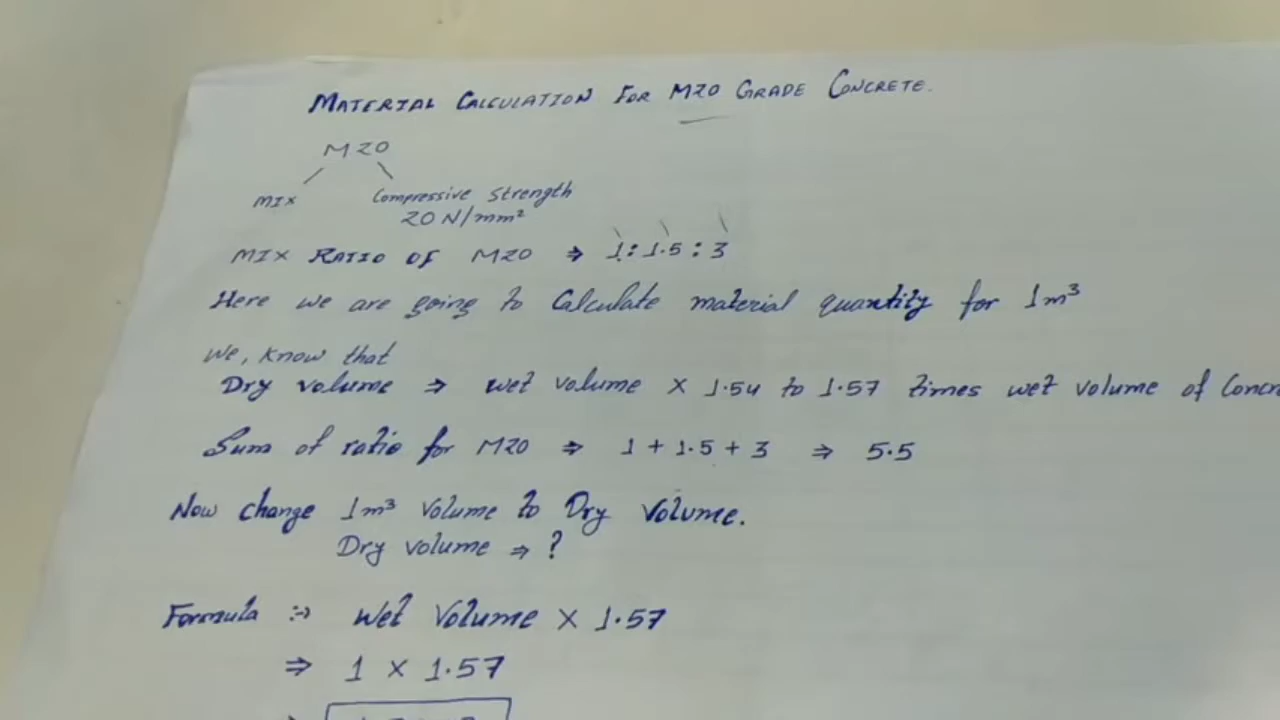 MATERIAL CALCULATION FOR M20 GRADE CONCRETE.
M20
MIX Compressive Strength
20 N/mm²
MIX RATIO OF M20 ⇒ 1:1.5:3
Here we are going to Calculate material quantity for 1m³
We, know that
Dry volume ⇒ wet volume × 1.54 to 1.57 times wet volume of Concre
Sum of ratio for M20 ⇒ 1 + 1.5 + 3 ⇒ 5.5
Now change 1m³ Volume to Dry Volume.
Dry volume ⇒ ?
Formula :→ Wet Volume × 1.57
⇒ 1 × 1.57